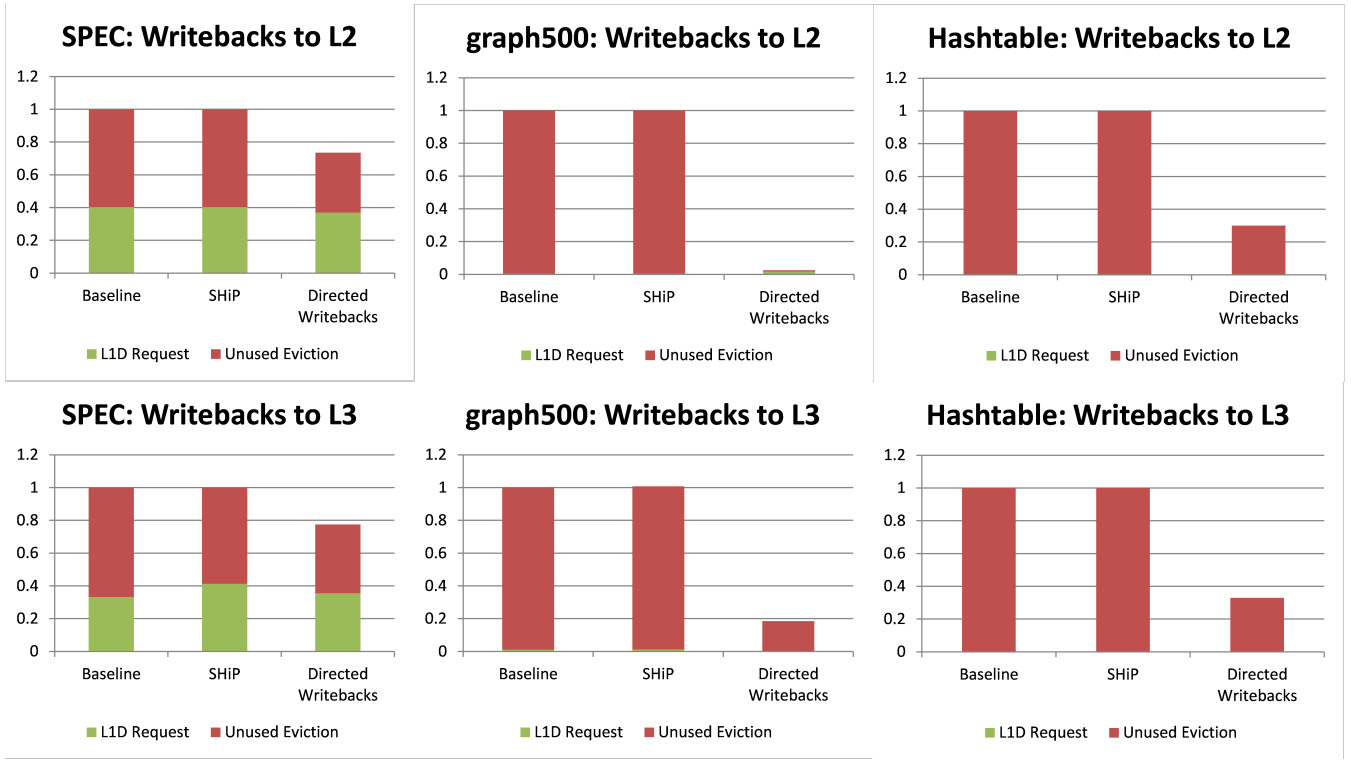 SPEC: Writebacks to L2
1.2
1
0.8
0.6
0.4
0.2
0
Baseline
SHiP
Directed
Writebacks
L1D Request
Unused Eviction
graph500: Writebacks to L2
1.2
1
0.8
0.6
0.4
0.2
0
Baseline
SHiP
Directed
Writebacks
L1D Request
Unused Eviction
Hashtable: Writebacks to L2
1.2
1
0.8
0.6
0.4
0.2
0
Baseline
SHiP
Directed
Writebacks
L1D Request
Unused Eviction
SPEC: Writebacks to L3
1.2
1
0.8
0.6
0.4
0.2
0
Baseline
SHiP
Directed
Writebacks
L1D Request
Unused Eviction
graph500: Writebacks to L3
1.2
1
0.8
0.6
0.4
0.2
0
Baseline
SHiP
Directed
Writebacks
L1D Request
Unused Eviction
Hashtable: Writebacks to L3
1.2
1
0.8
0.6
0.4
0.2
0
Baseline
SHiP
Directed
Writebacks
L1D Request
Unused Eviction